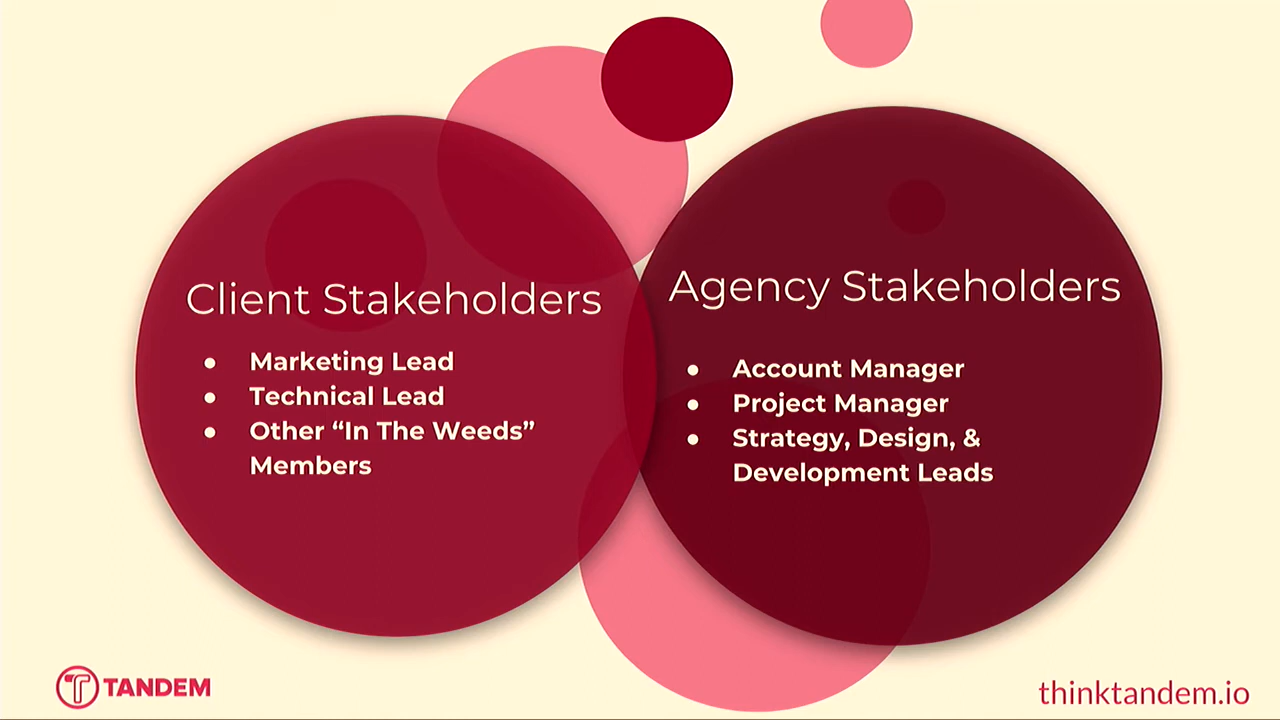 Client Stakeholders
● Marketing Lead
● Technical Lead
● Other “In The Weeds”
Members
Agency Stakeholders
● Account Manager
● Project Manager
● Strategy, Design, &
Development Leads
TANDEM
thinktandem.io